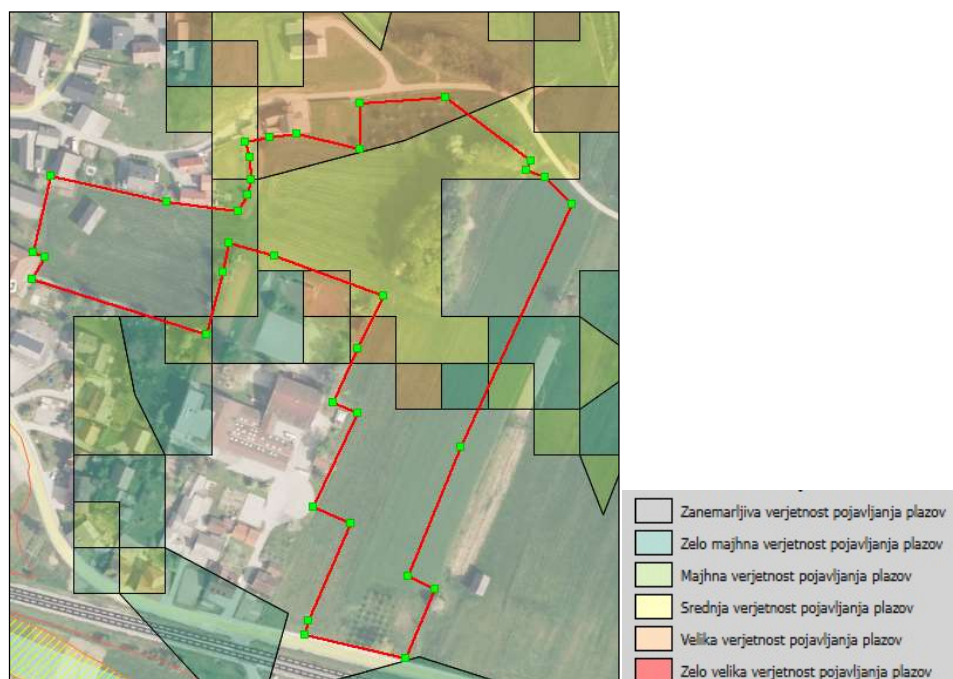 Zanemarljiva verjetnost pojavljanja plazov
Zelo majhna verjetnost pojavljanja plazov
Majhna verjetnost pojavljanja plazov
Srednja verjetnost pojavljanja plazov
Velika verjetnost pojavljanja plazov
Zelo velika verjetnost pojavljanja plazov